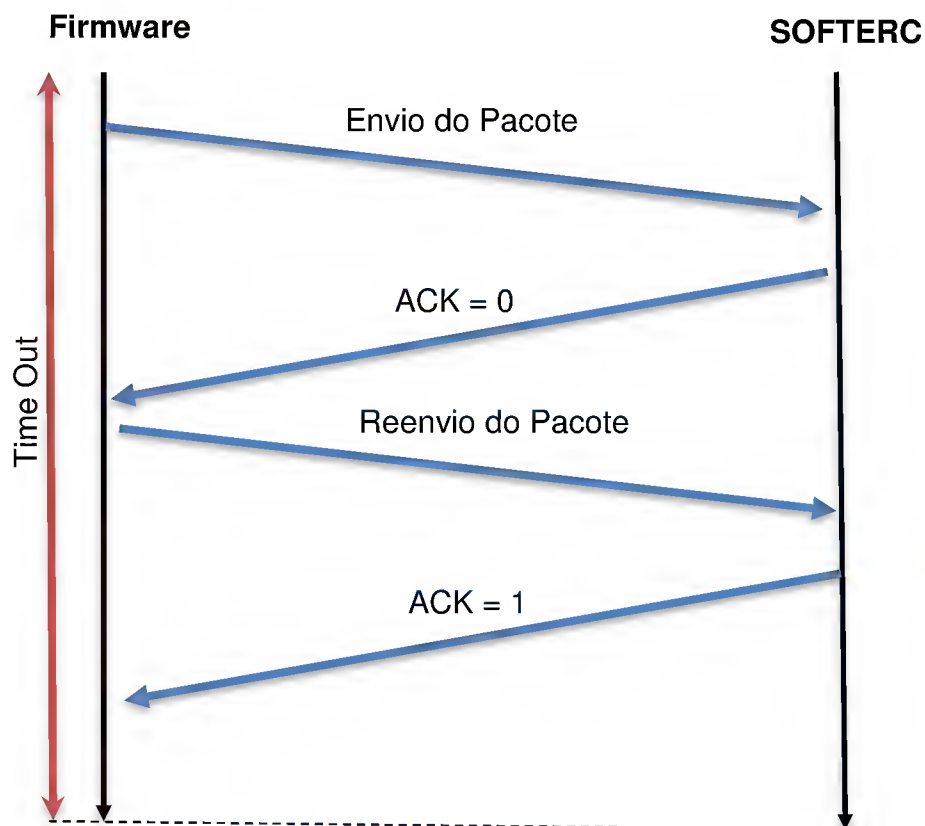 Firmware
SOFTERC
Envio do Pacote
ACK = 0
Time Out
Reenvio do Pacote
ACK = 1